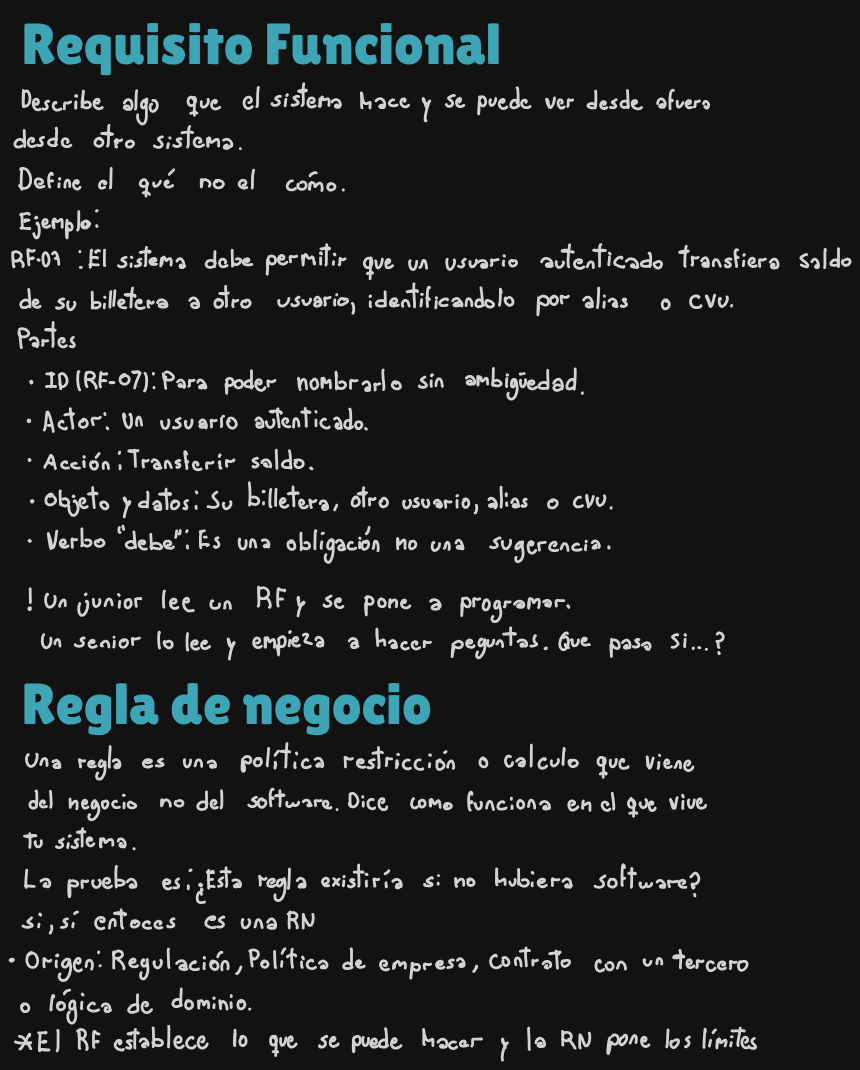 Requisito Funcional
Describe algo que el sistema hace y se puede ver desde afuera
desde otro sistema.
Define el qué no el cómo.
Ejemplo:
RF-07 : El sistema debe permitir que un usuario autenticado transfiera saldo
de su billetera a otro usuario, identificandolo por alias o CVU.
Partes
· ID (RF-07): Para poder nombrarlo sin ambigüedad.
· Actor: Un usuario autenticado.
· Acción: Transferir saldo.
· Objeto y datos: Su billetera, otro usuario, alias o CVU.
· Verbo "debe": Es una obligación no una sugerencia.
! Un junior lee un RF y se pone a programar.
Un senior lo lee y empieza a hacer peguntas. Que pasa si...?
Regla de negocio
Una regla es una política restricción o calculo que viene
del negocio no del software. Dice como funciona en el que vive
tu sistema.
La prueba es: ¿Esta regla existiría si no hubiera software?
si, sí entoces es una RN
· Origen: Regulación, Política de empresa, contrato con un tercero
o lógica de dominio.
*El RF establece lo que se puede hacer y la RN pone los límites